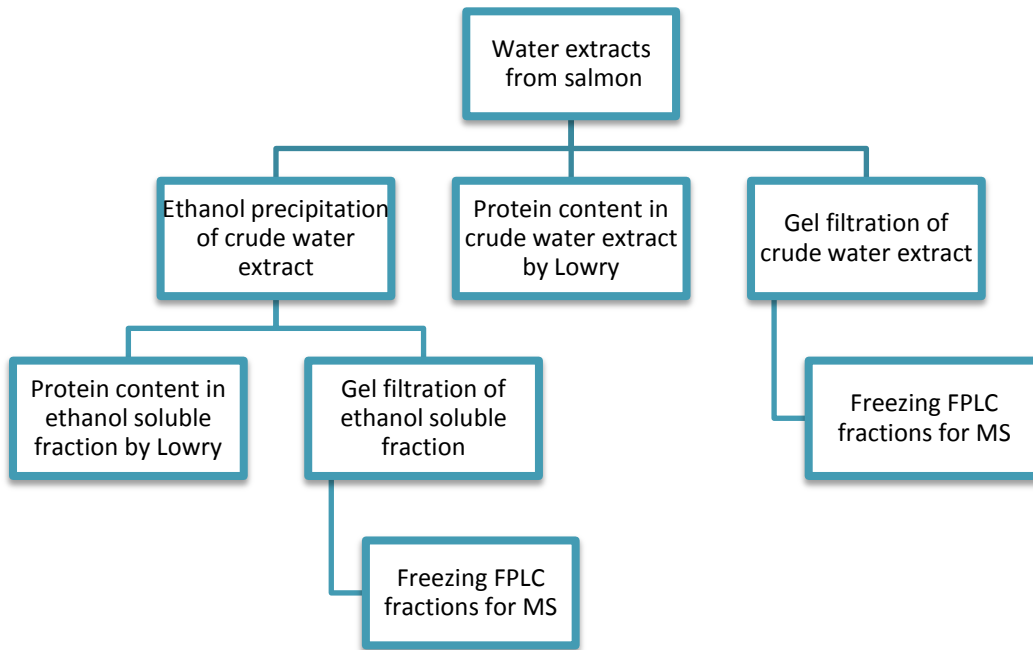 Water extracts
from salmon
Ethanol precipitation
of crude water
extract
Protein content in
crude water extract
by Lowry
Gel filtration of
crude water extract
Protein content in
ethanol soluble
fraction by Lowry
Gel filtration of
ethanol soluble
fraction
Freezing FPLC
fractions for MS
Freezing FPLC
fractions for MS